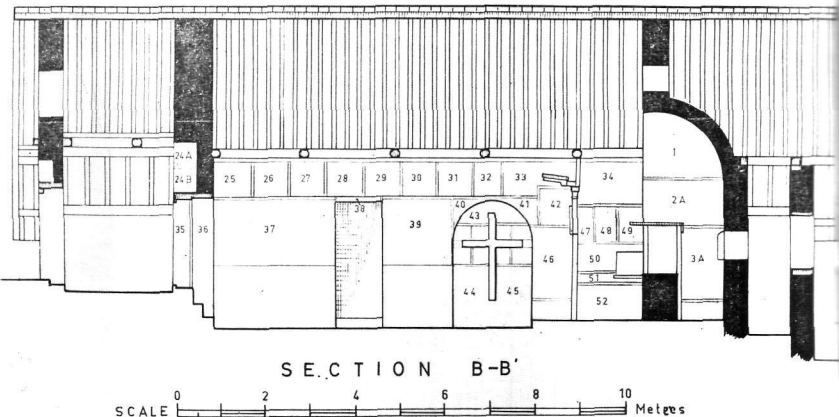 1
24A
24B
25 26 27 28 29 30 31 32 33 34
2A
35 36 37 38 39 40 41 42
43
47 48 49
46
50
3A
51
44 45
52
SECTION B-B'
0 2 4 6 8 10
SCALE Metres